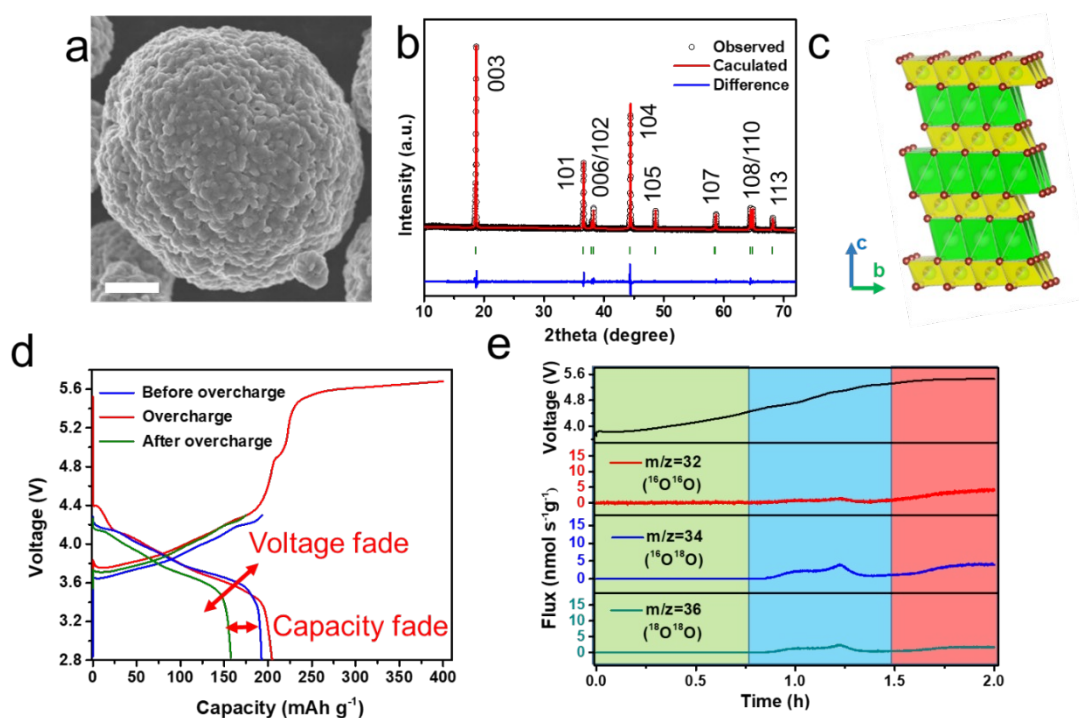 a
b
Observed
Caculated
Difference
003
101
006/102
104
105
107
108/110
113
Intensity (a.u.)
10 20 30 40 50 60 70
2theta (degree)
c
c
b
d
Before overcharge
Overcharge
After overcharge
Voltage fade
Capacity fade
5.6
5.2
4.8
4.4
4.0
3.6
3.2
2.8
Voltage (V)
0 50 100 150 200 250 300 350 400
Capacity (mAh g⁻¹)
e
Voltage (V)
5.6
4.8
4.0
m/z=32
(¹⁶O¹⁶O)
15
10
5
0
m/z=34
(¹⁶O¹⁸O)
15
10
5
0
m/z=36
(¹⁸O¹⁸O)
15
10
5
0
Flux (nmol s⁻¹g⁻¹)
0.0 0.5 1.0 1.5 2.0
Time (h)